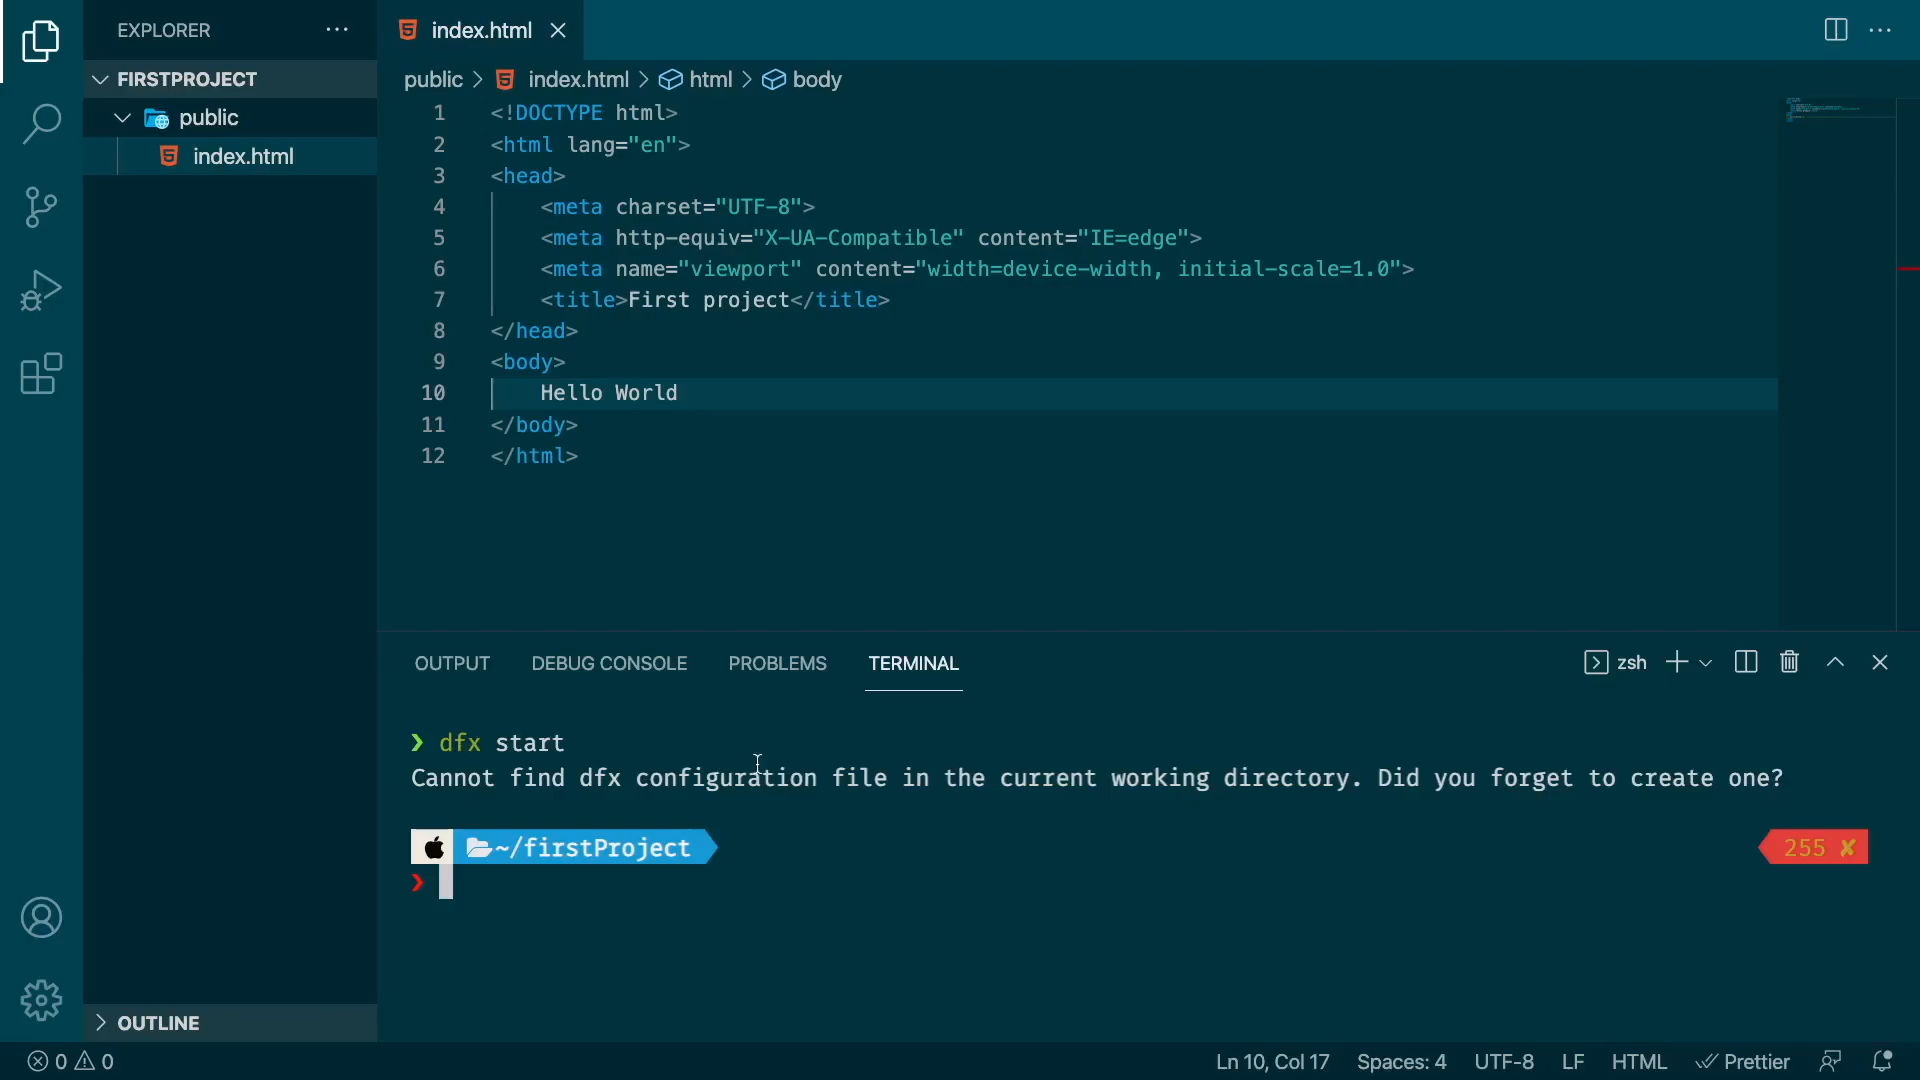 EXPLORER
FIRSTPROJECT
public
index.html
OUTLINE
index.html
public > index.html > html > body
1 <!DOCTYPE html>
2 <html lang="en">
3 <head>
4 <meta charset="UTF-8">
5 <meta http-equiv="X-UA-Compatible" content="IE=edge">
6 <meta name="viewport" content="width=device-width, initial-scale=1.0">
7 <title>First project</title>
8 </head>
9 <body>
10 Hello World
11 </body>
12 </html>
OUTPUT DEBUG CONSOLE PROBLEMS TERMINAL zsh
❯ dfx start
Cannot find dfx configuration file in the current working directory. Did you forget to create one?
~/firstProject 255 ✘
❯
0 0 Ln 10, Col 17 Spaces: 4 UTF-8 LF HTML Prettier